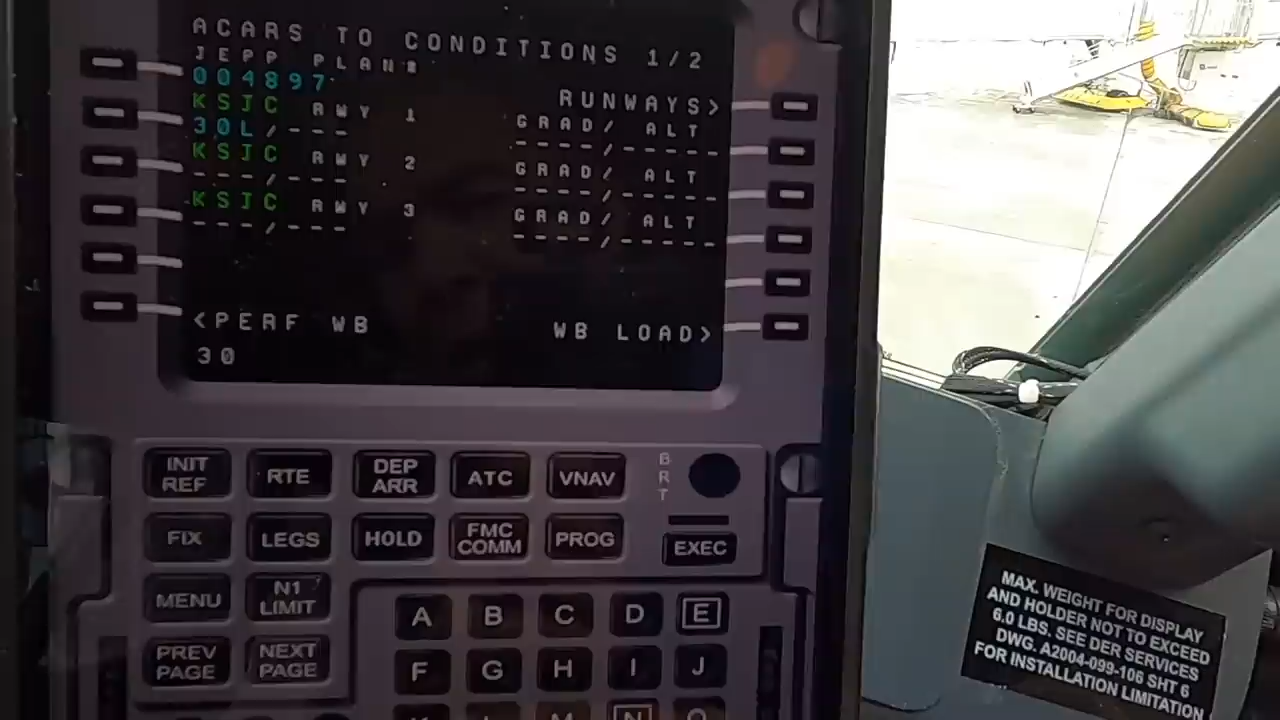 ACARS TO CONDITIONS 1/2
JEPP PLAN#
004897
RUNWAYS>
KSJC RWY 1
GRAD/ ALT
30L/---
----/-----
KSJC RWY 2
GRAD/ ALT
----/---
----/-----
KSJC RWY 3
GRAD/ ALT
----/---
----/-----
<PERF WB
WB LOAD>
30
INIT REF
RTE
DEP ARR
ATC
VNAV
BRT
FIX
LEGS
HOLD
FMC COMM
PROG
EXEC
MENU
N1 LIMIT
A
B
C
D
E
PREV PAGE
NEXT PAGE
F
G
H
I
J
K
L
M
N
O
MAX. WEIGHT FOR DISPLAY
AND HOLDER NOT TO EXCEED
6.0 LBS. SEE DER SERVICES
DWG. A2004-099-106 SHT 6
FOR INSTALLATION LIMITATION